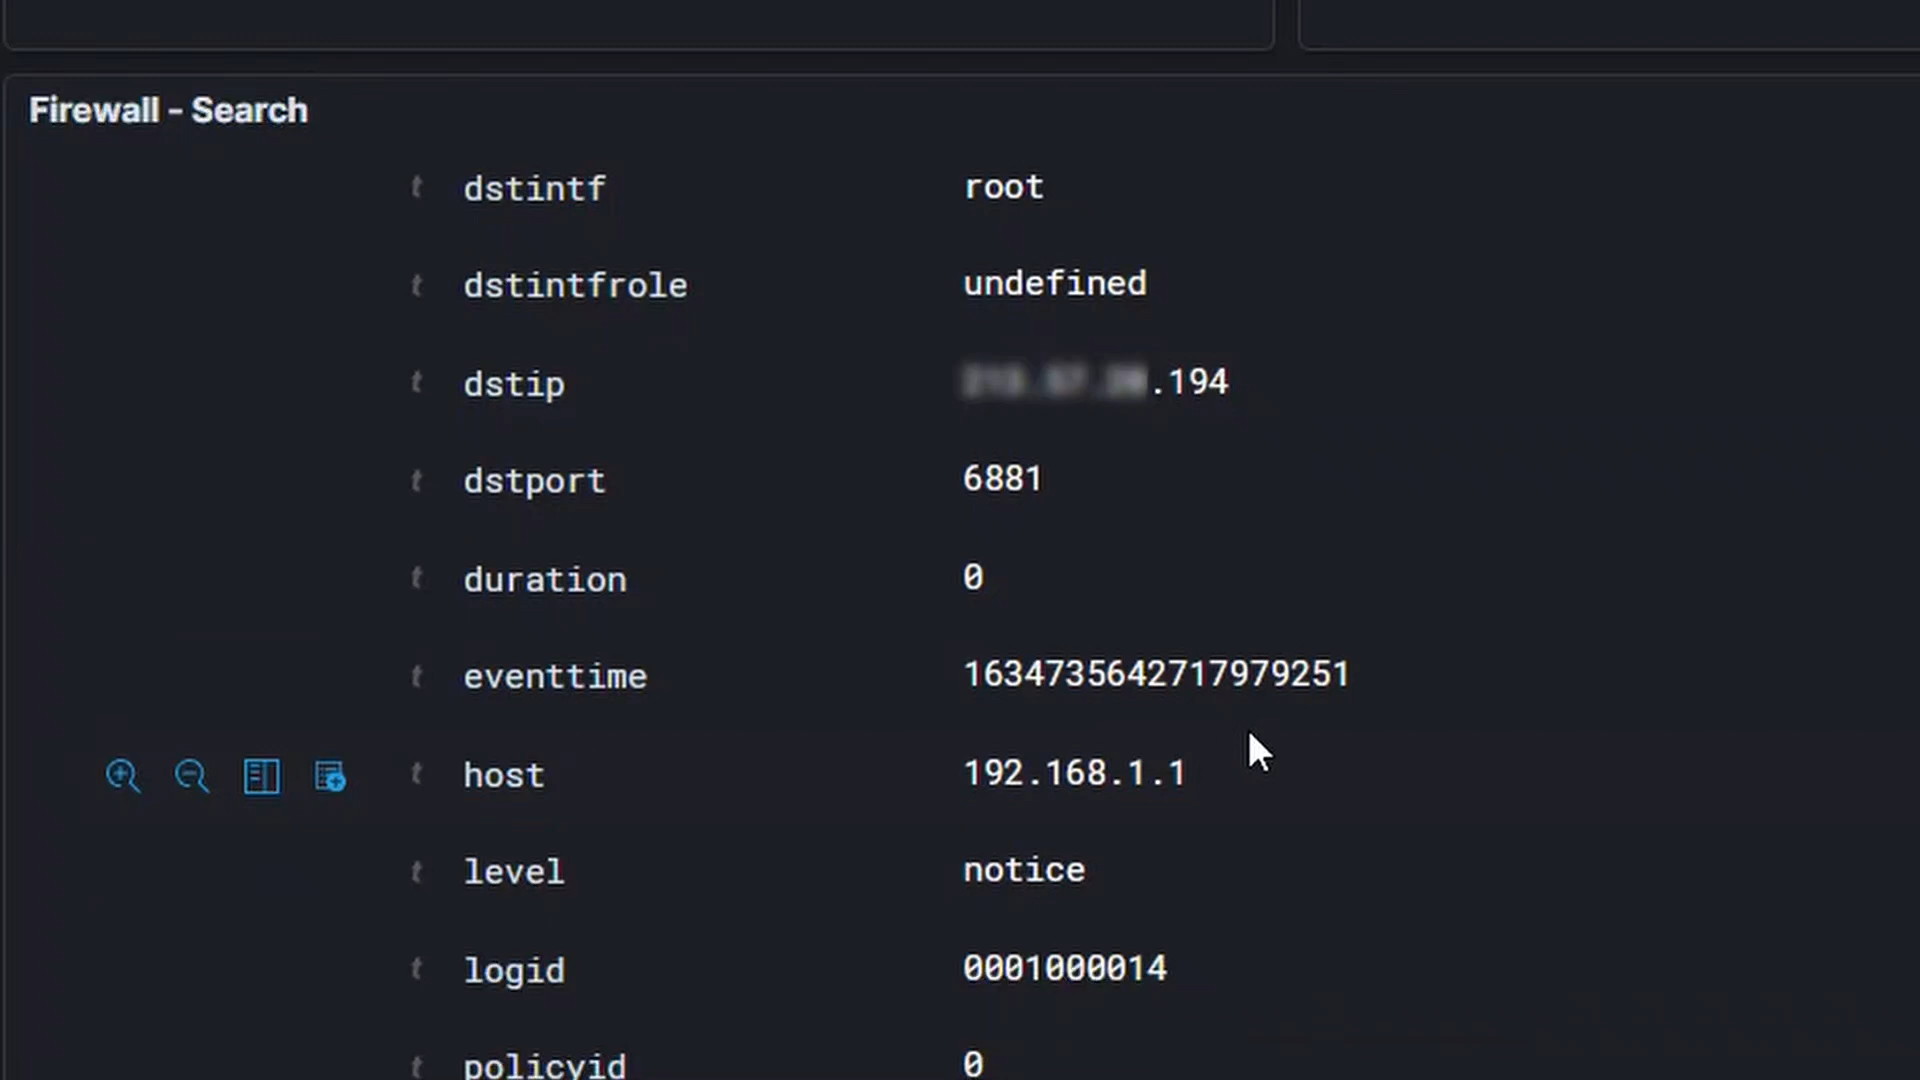 Firewall - Search
t dstintf root
t dstintfrole undefined
t dstip .194
t dstport 6881
t duration 0
t eventtime 1634735642717979251
t host 192.168.1.1
t level notice
t logid 0001000014
t policyid 0